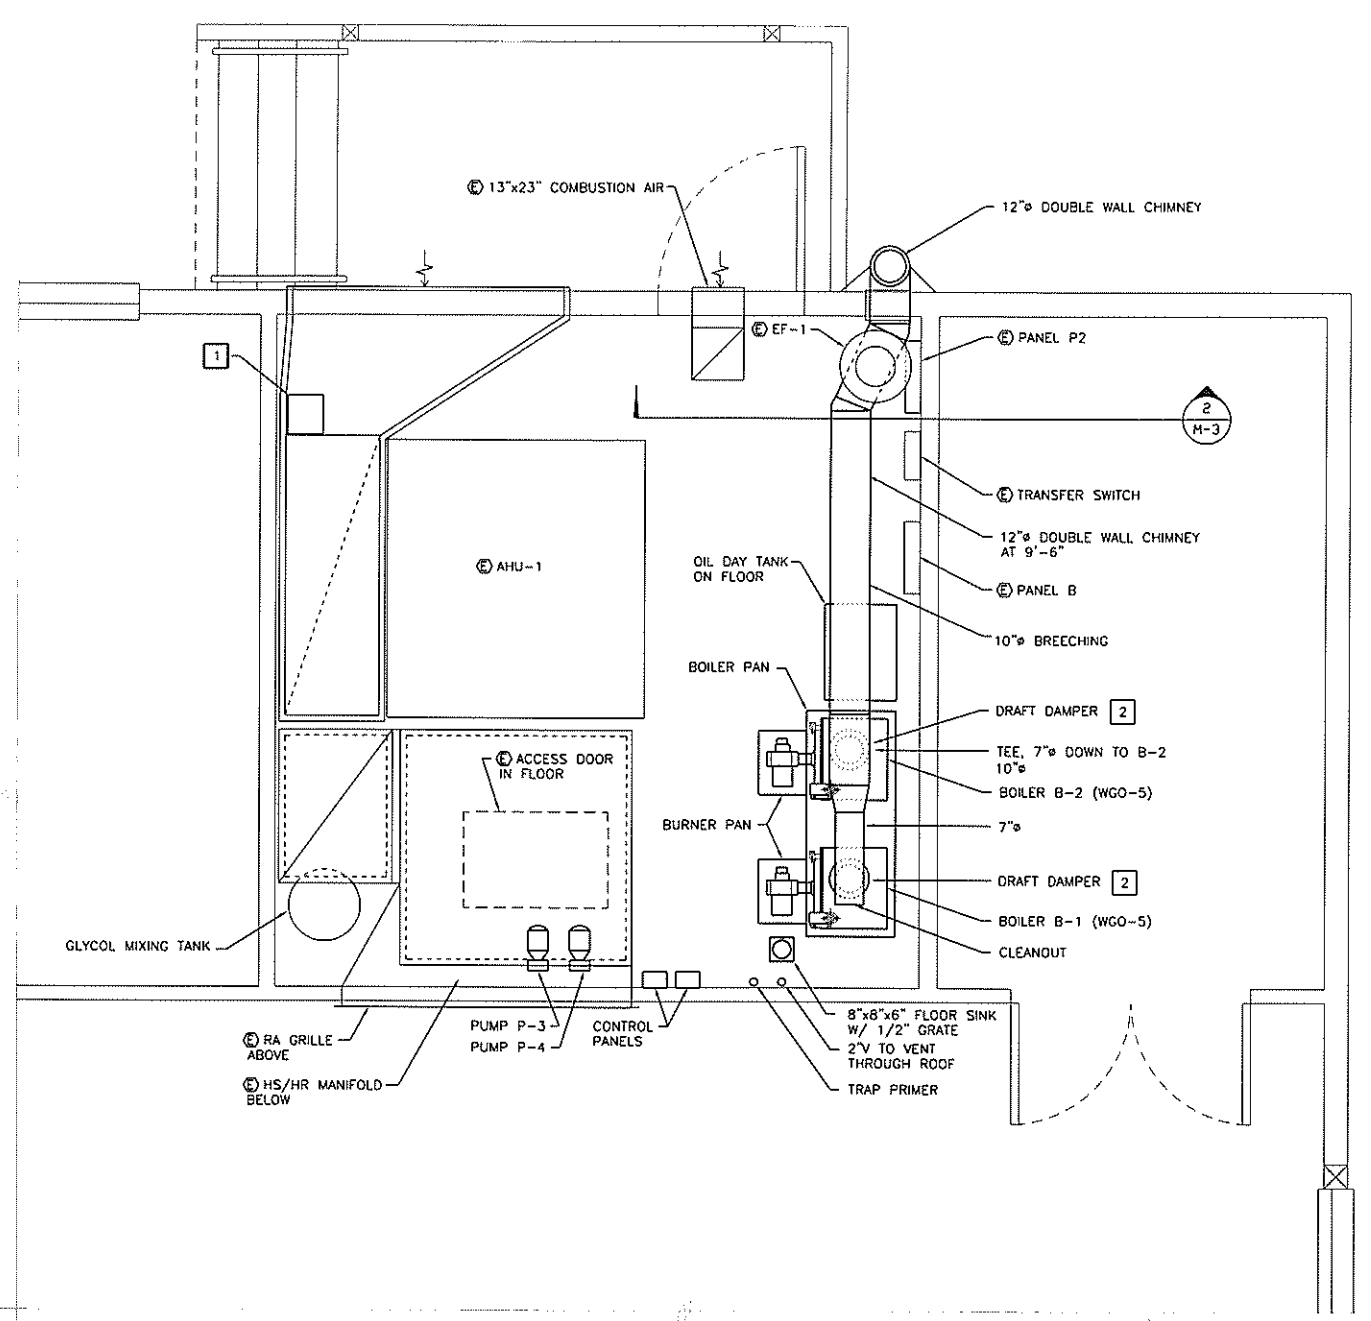 Ⓔ 13"x23" COMBUSTION AIR
12"ø DOUBLE WALL CHIMNEY
1
Ⓔ EF-1
Ⓔ PANEL P2
2
M-3
Ⓔ TRANSFER SWITCH
12"ø DOUBLE WALL CHIMNEY
AT 9'-6"
Ⓔ AHU-1
OIL DAY TANK
ON FLOOR
Ⓔ PANEL B
10"ø BREECHING
BOILER PAN
DRAFT DAMPER 2
TEE, 7"ø DOWN TO B-2
10"ø
Ⓔ ACCESS DOOR
IN FLOOR
BOILER B-2 (WGO-5)
BURNER PAN
7"ø
DRAFT DAMPER 2
BOILER B-1 (WGO-5)
GLYCOL MIXING TANK
CLEANOUT
8"x8"x6" FLOOR SINK
W/ 1/2" GRATE
PUMP P-3
PUMP P-4
CONTROL
PANELS
Ⓔ RA GRILLE
ABOVE
2"V TO VENT
THROUGH ROOF
Ⓔ HS/HR MANIFOLD
BELOW
TRAP PRIMER